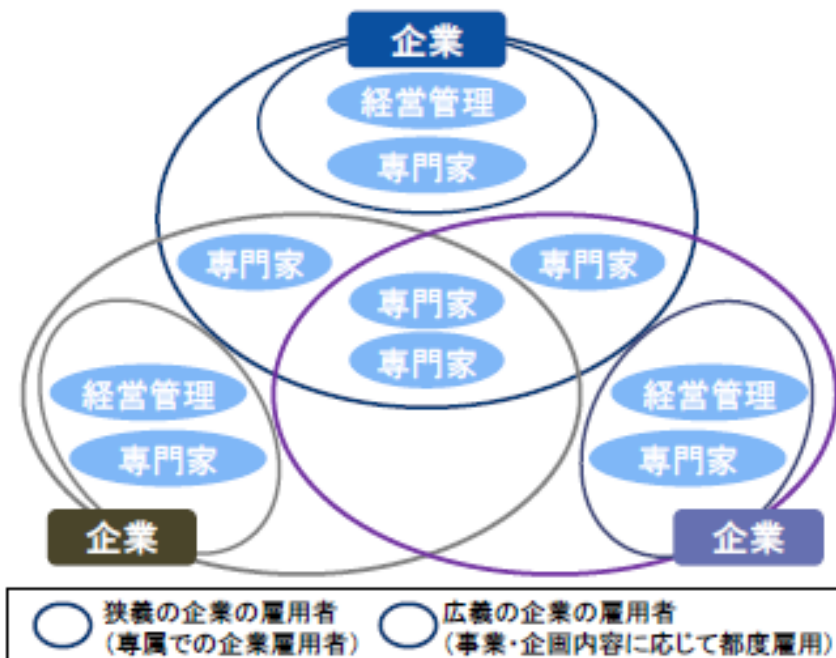 企業
経営管理
専門家
専門家
専門家
専門家
専門家
経営管理
専門家
経営管理
専門家
企業
企業
狭義の企業の雇用者
(専属での企業雇用者)
広義の企業の雇用者
(事業・企画内容に応じて都度雇用)